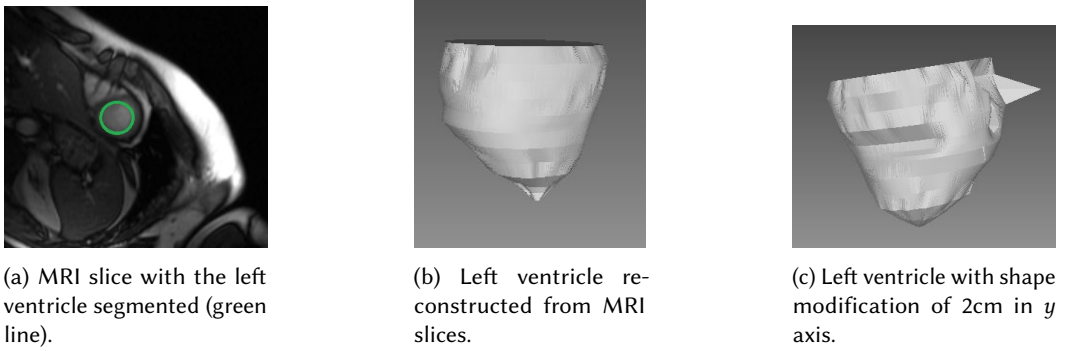 (a) MRI slice with the left
ventricle segmented (green
line).
(b) Left ventricle re-
constructed from MRI
slices.
(c) Left ventricle with shape
modification of 2cm in y
axis.